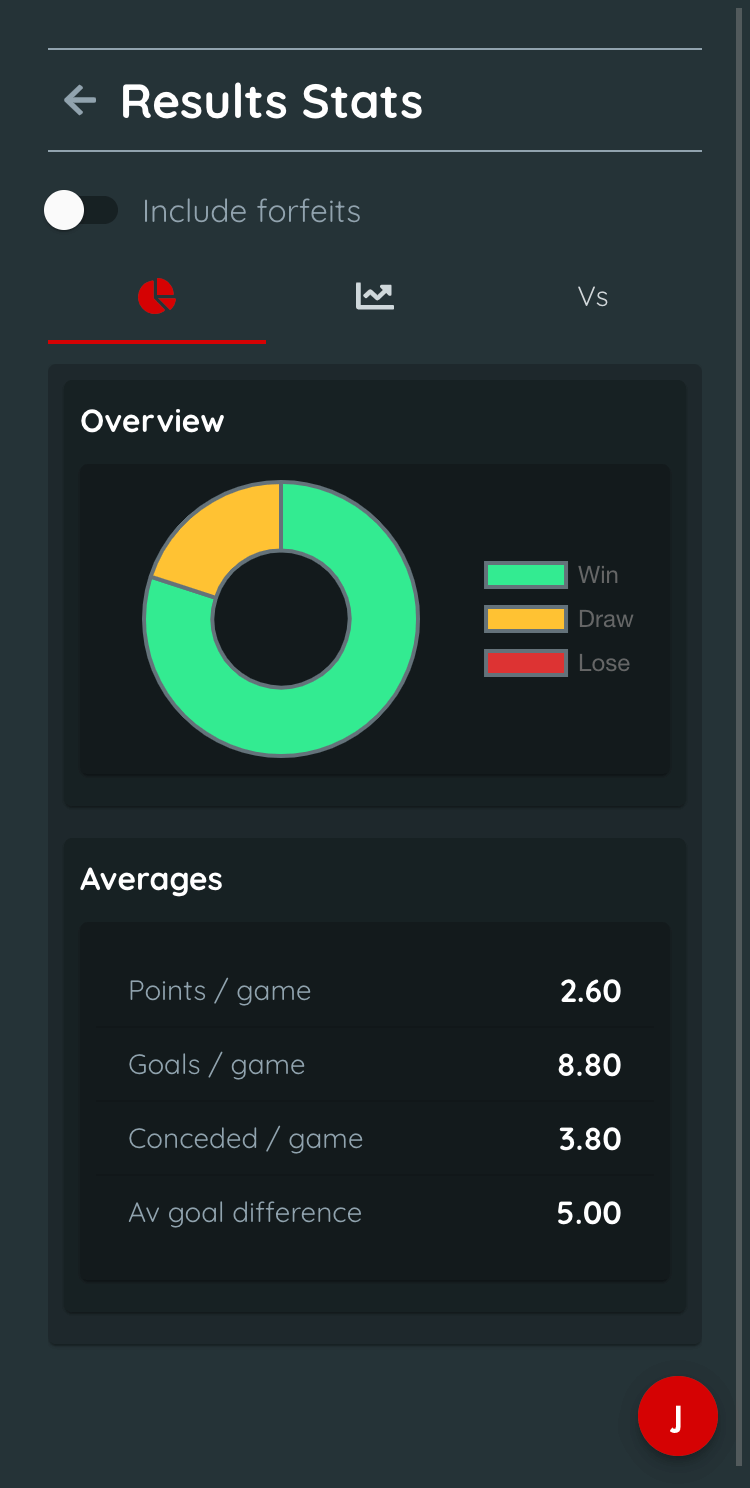 Results Stats
Include forfeits
Vs
Overview
Win
Draw
Lose
Averages
Points / game 2.60
Goals / game 8.80
Conceded / game 3.80
Av goal difference 5.00
J